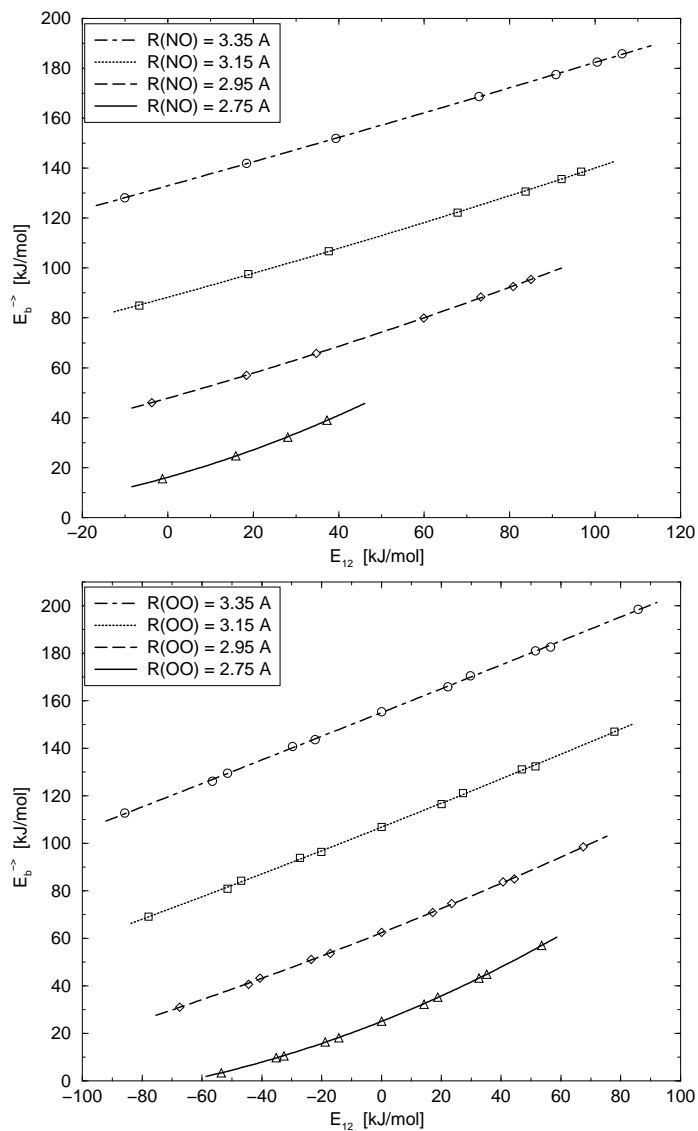 200
180
160
140
120
100
80
60
40
20
0
E_b^-> [kJ/mol]
R(NO) = 3.35 A
R(NO) = 3.15 A
R(NO) = 2.95 A
R(NO) = 2.75 A
−20 0 20 40 60 80 100 120
E_12 [kJ/mol]
200
180
160
140
120
100
80
60
40
20
0
E_b^-> [kJ/mol]
R(OO) = 3.35 A
R(OO) = 3.15 A
R(OO) = 2.95 A
R(OO) = 2.75 A
−100 −80 −60 −40 −20 0 20 40 60 80 100
E_12 [kJ/mol]